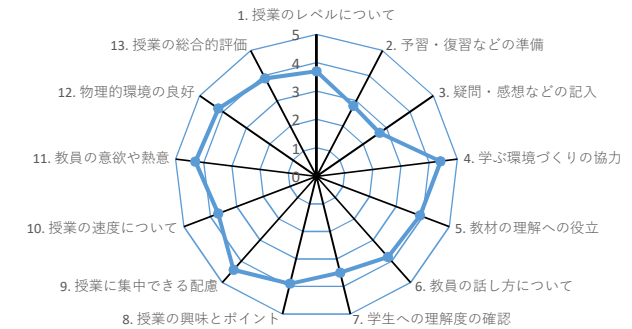 1. 授業のレベルについて
2. 予習・復習などの準備
3. 疑問・感想などの記入
4. 学ぶ環境づくりの協力
5. 教材の理解への役立
6. 教員の話し方について
7. 学生への理解度の確認
8. 授業の興味とポイント
9. 授業に集中できる配慮
10. 授業の速度について
11. 教員の意欲や熱意
12. 物理的環境の良好
13. 授業の総合的評価
5
4
3
2
1
0